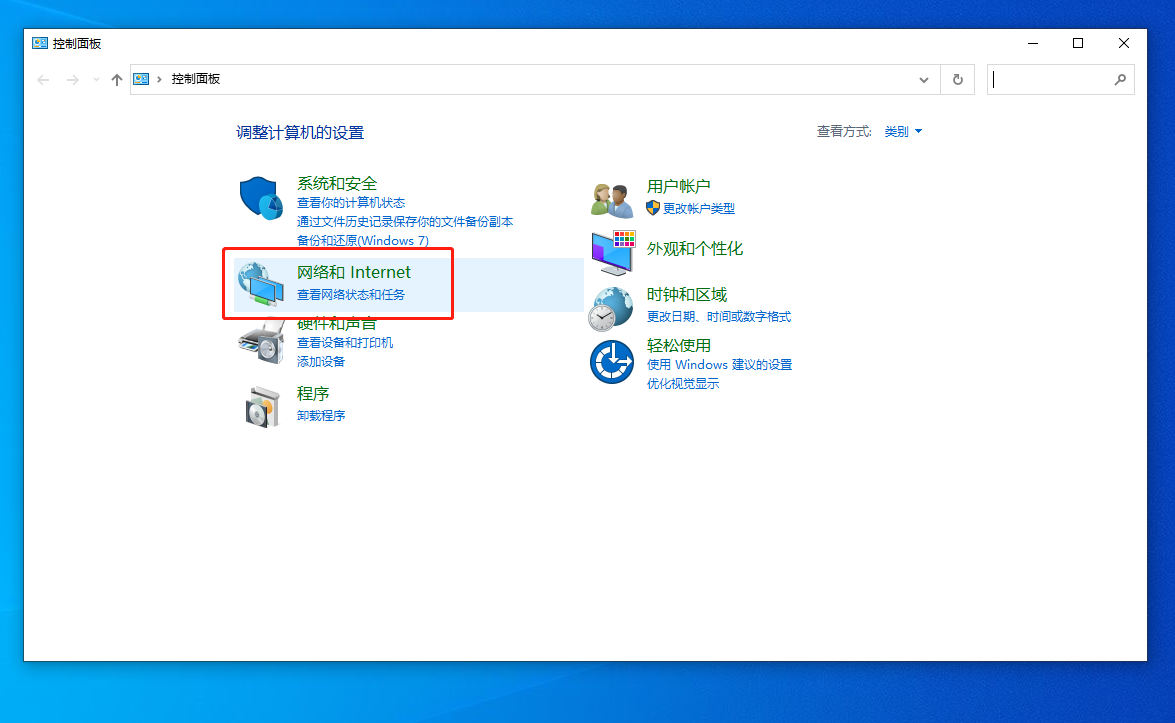 控制面板
控制面板
调整计算机的设置
查看方式: 类别
系统和安全
查看你的计算机状态
通过文件历史记录保存你的文件备份副本
备份和还原(Windows 7)
网络和 Internet
查看网络状态和任务
硬件和声音
查看设备和打印机
添加设备
程序
卸载程序
用户帐户
更改帐户类型
外观和个性化
时钟和区域
更改日期、时间或数字格式
轻松使用
使用 Windows 建议的设置
优化视觉显示